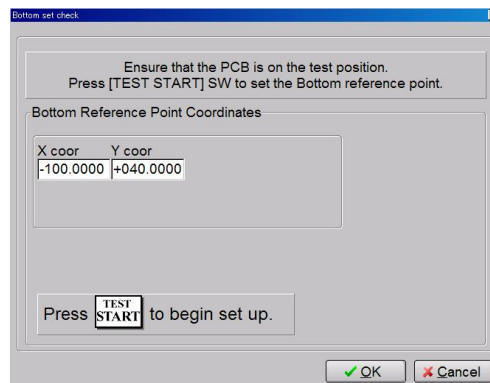 Bottom set check
Ensure that the PCB is on the test position.
Press [TEST START] SW to set the Bottom reference point.
Bottom Reference Point Coordinates
X coor Y coor
-100.0000 +040.0000
Press TEST START to begin set up.
OK Cancel